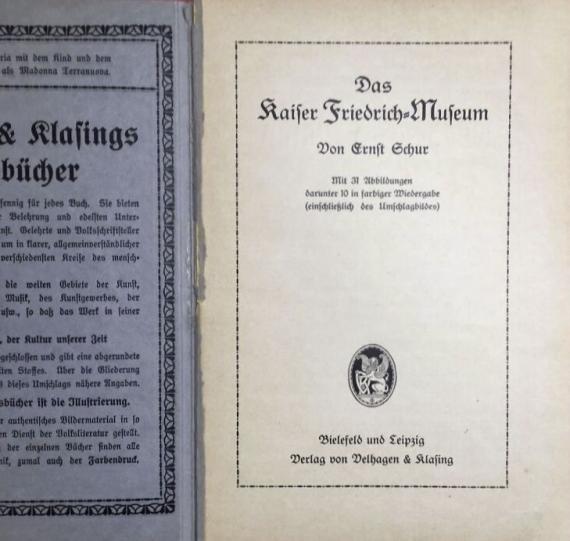 ria mit dem Kind und dem
als Madonna Terranuova.
& Klasings
bücher
fennig für jedes Buch. Sie bieten
r Belehrung und edelsten Unter-
nst. Gelehrte und Volksschriftsteller
um in klarer, allgemeinverständlicher
verschiedensten Kreise des mensch-
die weiten Gebiete der Kunst,
Musik, des Kunstgewerbes, der
usw., so daß das Werk in seiner
, der Kultur unserer Zeit
geschlossen und gibt eine abgerundete
ten Stoffes. Über die Gliederung
ß dieses Umschlags nähere Angaben.
sbücher ist die Illustrierung.
r authentisches Bildermaterial in so
en Dienst der Volksliteratur gestellt.
g der einzelnen Bücher finden alle
nik, zumal auch der Farbendruck,
Das
Kaiser Friedrich-Museum
Von Ernst Schur
Mit 31 Abbildungen
darunter 10 in farbiger Wiedergabe
(einschließlich des Umschlagbildes)
Bielefeld und Leipzig
Verlag von Velhagen & Klasing